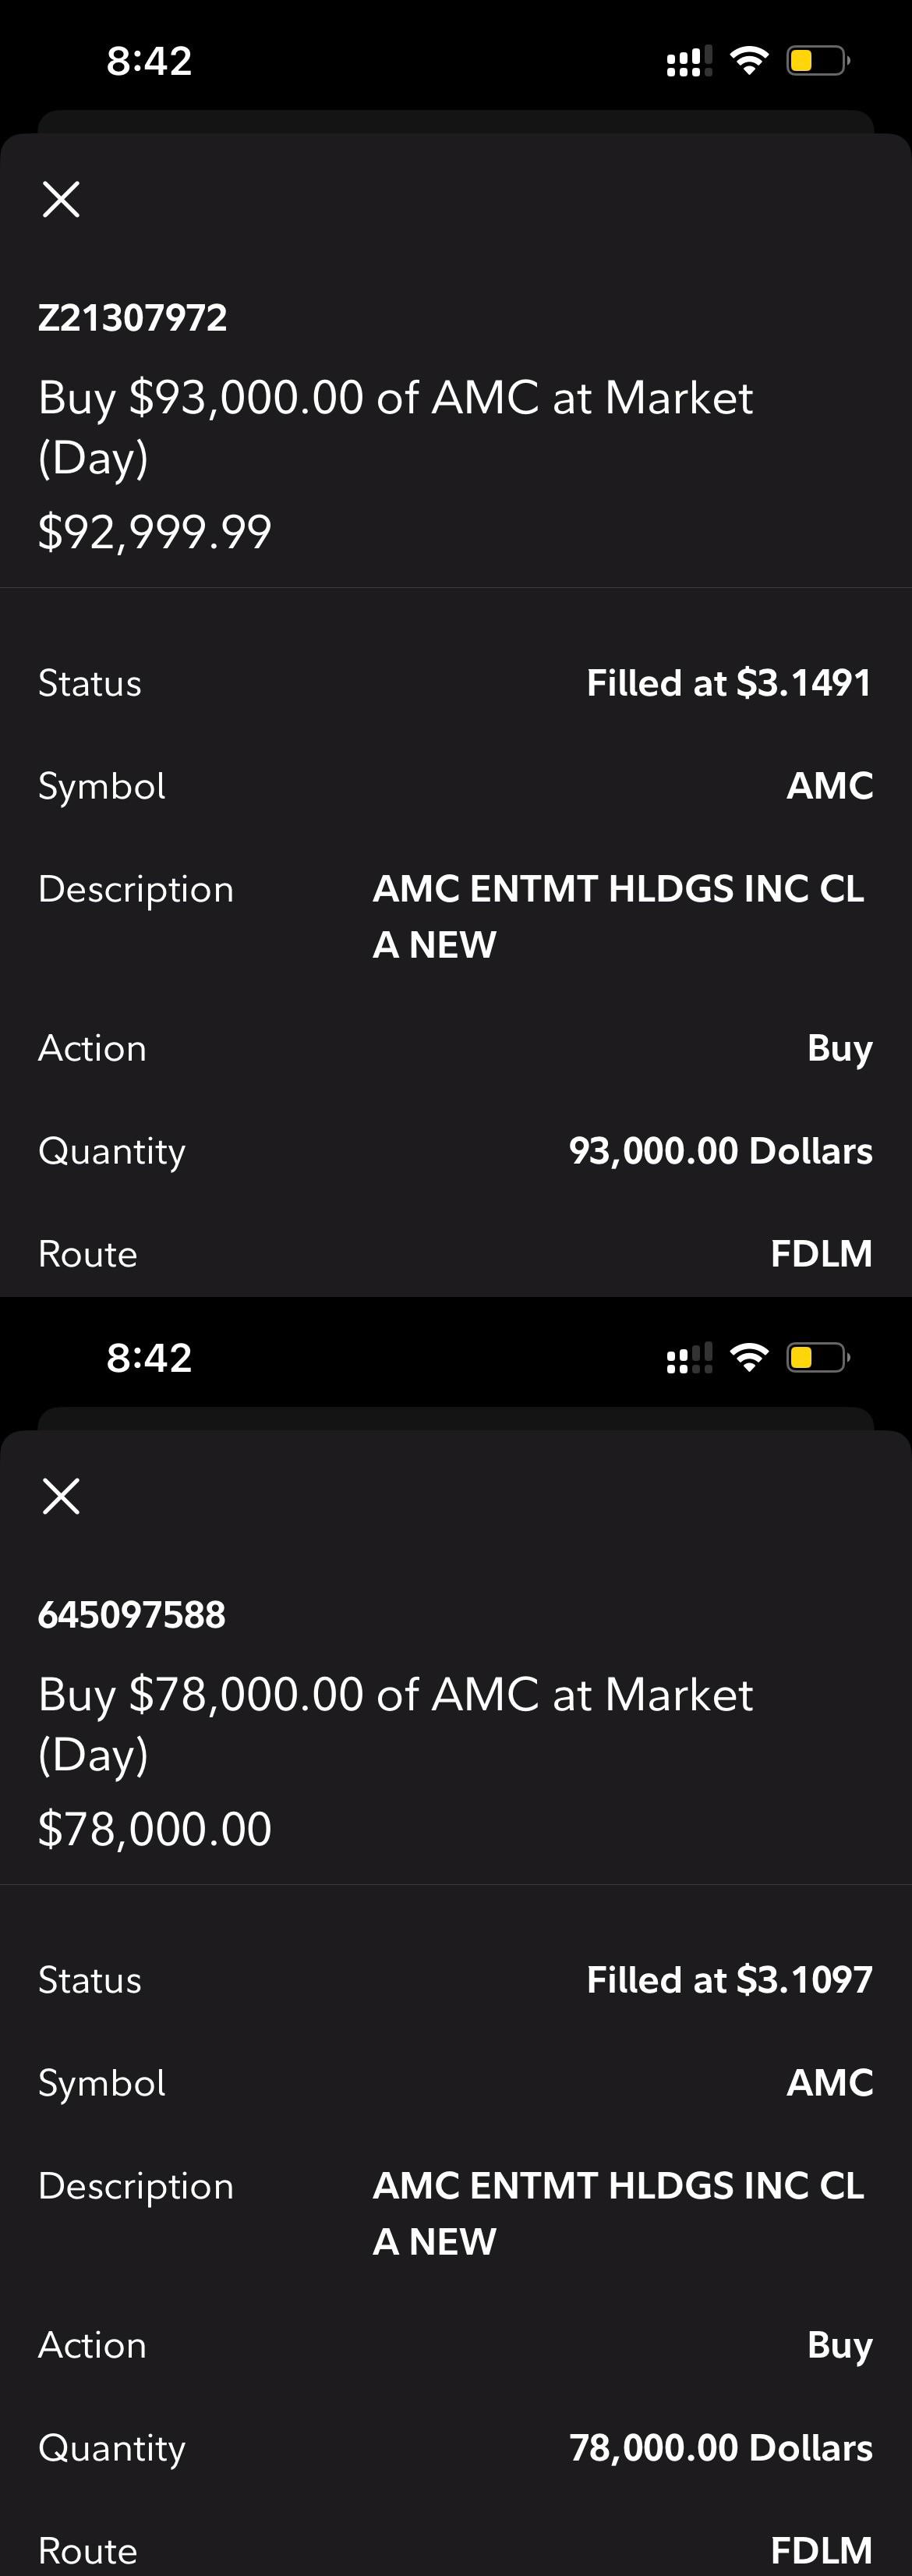 8:42
Z21307972
Buy $93,000.00 of AMC at Market
(Day)
$92,999.99
Status Filled at $3.1491
Symbol AMC
Description AMC ENTMT HLDGS INC CL
A NEW
Action Buy
Quantity 93,000.00 Dollars
Route FDLM
8:42
645097588
Buy $78,000.00 of AMC at Market
(Day)
$78,000.00
Status Filled at $3.1097
Symbol AMC
Description AMC ENTMT HLDGS INC CL
A NEW
Action Buy
Quantity 78,000.00 Dollars
Route FDLM